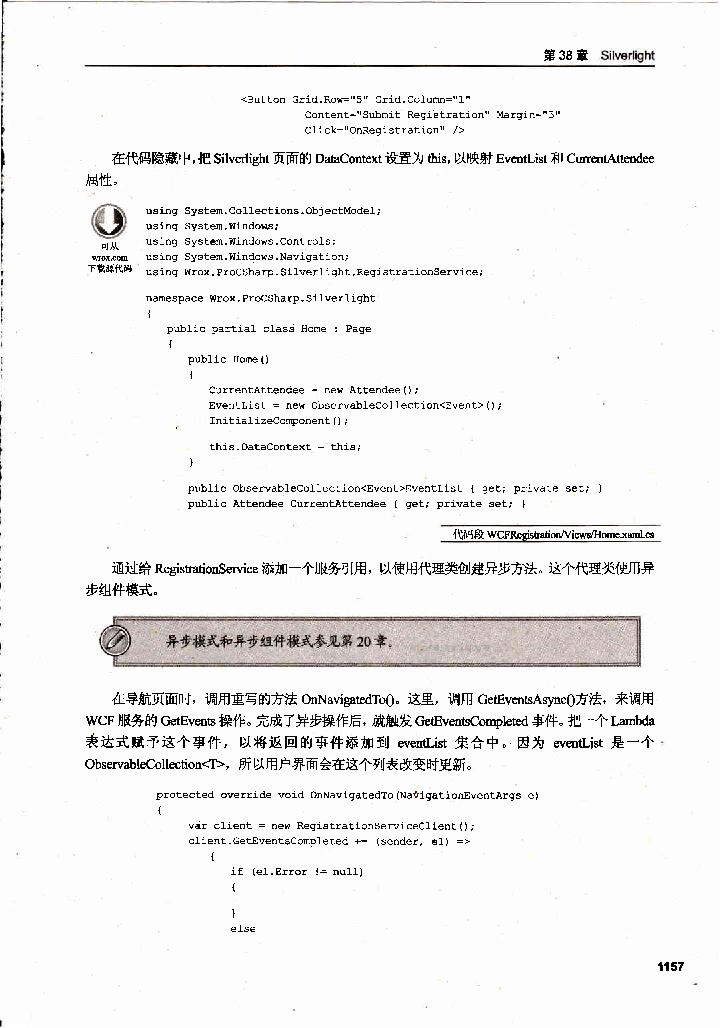 第 38 章 Silverlight
<Button Grid.Row="5" Grid.Column="1"
Content="Submit Registration" Margin="3"
Click="OnRegistration" />
在代码隐藏中,把 Silverlight 页面的 DataContext 设置为 this,以映射 EventList 和 CurrentAttendee
属性。
using System.Collections.ObjectModel;
using System.Windows;
using System.Windows.Controls;
using System.Windows.Navigation;
using Wrox.ProCSharp.Silverlight.RegistrationService;
可从
wrox.com
下载源代码
namespace Wrox.ProCSharp.Silverlight
{
public partial class Home : Page
{
public Home()
{
CurrentAttendee = new Attendee();
EventList = new ObservableCollection<Event>();
InitializeComponent();
this.DataContext = this;
}
public ObservableCollection<Event>EventList { get; private set; }
public Attendee CurrentAttendee { get; private set; }
代码段 WCFRegistration/Views/Home.xaml.cs
通过给 RegistrationService 添加一个服务引用，以使用代理类创建异步方法。这个代理类使用异
步组件模式。
异步模式和异步组件模式参见第 20 章。
在导航页面时，调用重写的方法 OnNavigatedTo()。这里，调用 GetEventsAsync()方法，来调用
WCF 服务的 GetEvents 操作。完成了异步操作后，就触发 GetEventsCompleted 事件。把一个 Lambda
表达式赋予这个事件，以将返回的事件添加到 eventList 集合中。因为 eventList 是一个
ObservableCollection<T>，所以用户界面会在这个列表改变时更新。
protected override void OnNavigatedTo(NavigationEventArgs e)
{
var client = new RegistrationServiceClient();
client.GetEventsCompleted += (sender, e1) =>
{
if (e1.Error != null)
{
}
else
1157